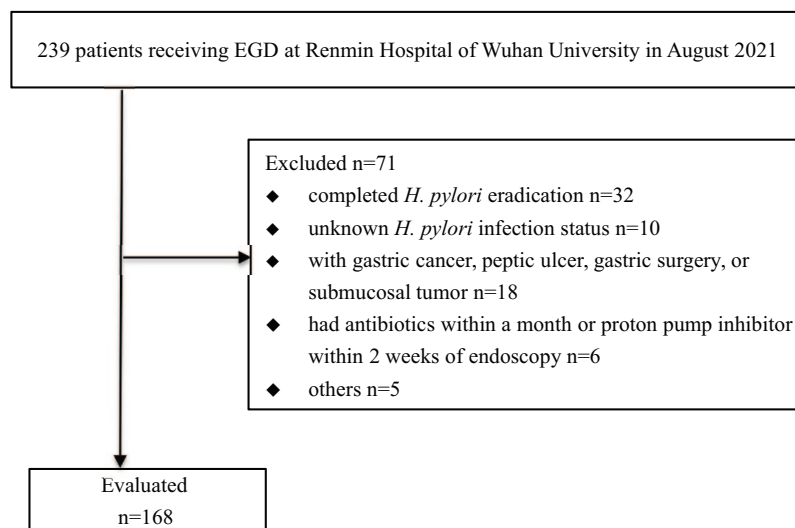 239 patients receiving EGD at Renmin Hospital of Wuhan University in August 2021
Excluded n=71
◆ completed H. pylori eradication n=32
◆ unknown H. pylori infection status n=10
◆ with gastric cancer, peptic ulcer, gastric surgery, or
submucosal tumor n=18
◆ had antibiotics within a month or proton pump inhibitor
within 2 weeks of endoscopy n=6
◆ others n=5
Evaluated
n=168